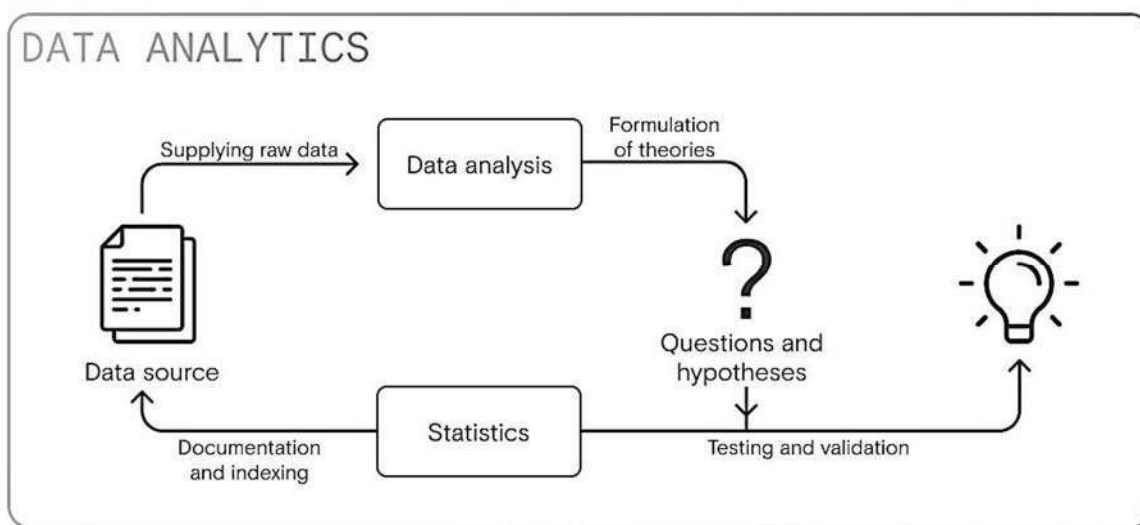 DATA ANALYTICS
Supplying raw data
Data analysis
Formulation
of theories
Data source
?
Questions and
hypotheses
Documentation
and indexing
Statistics
Testing and validation